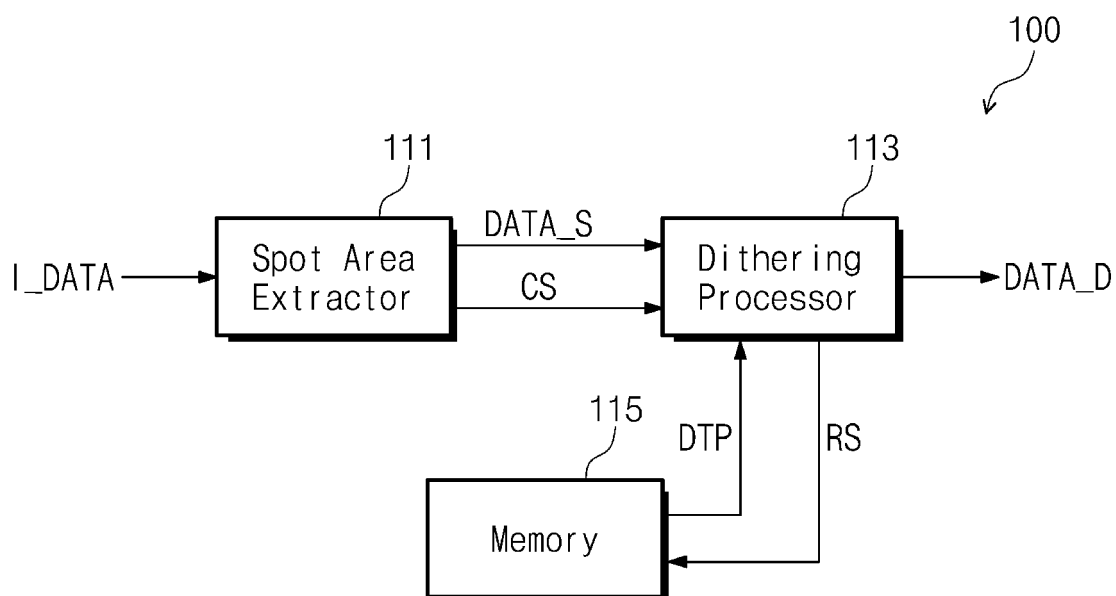 100
111
113
DATA_S
I_DATA
Spot Area
Extractor
CS
Dithering
Processor
DATA_D
115
DTP
RS
Memory